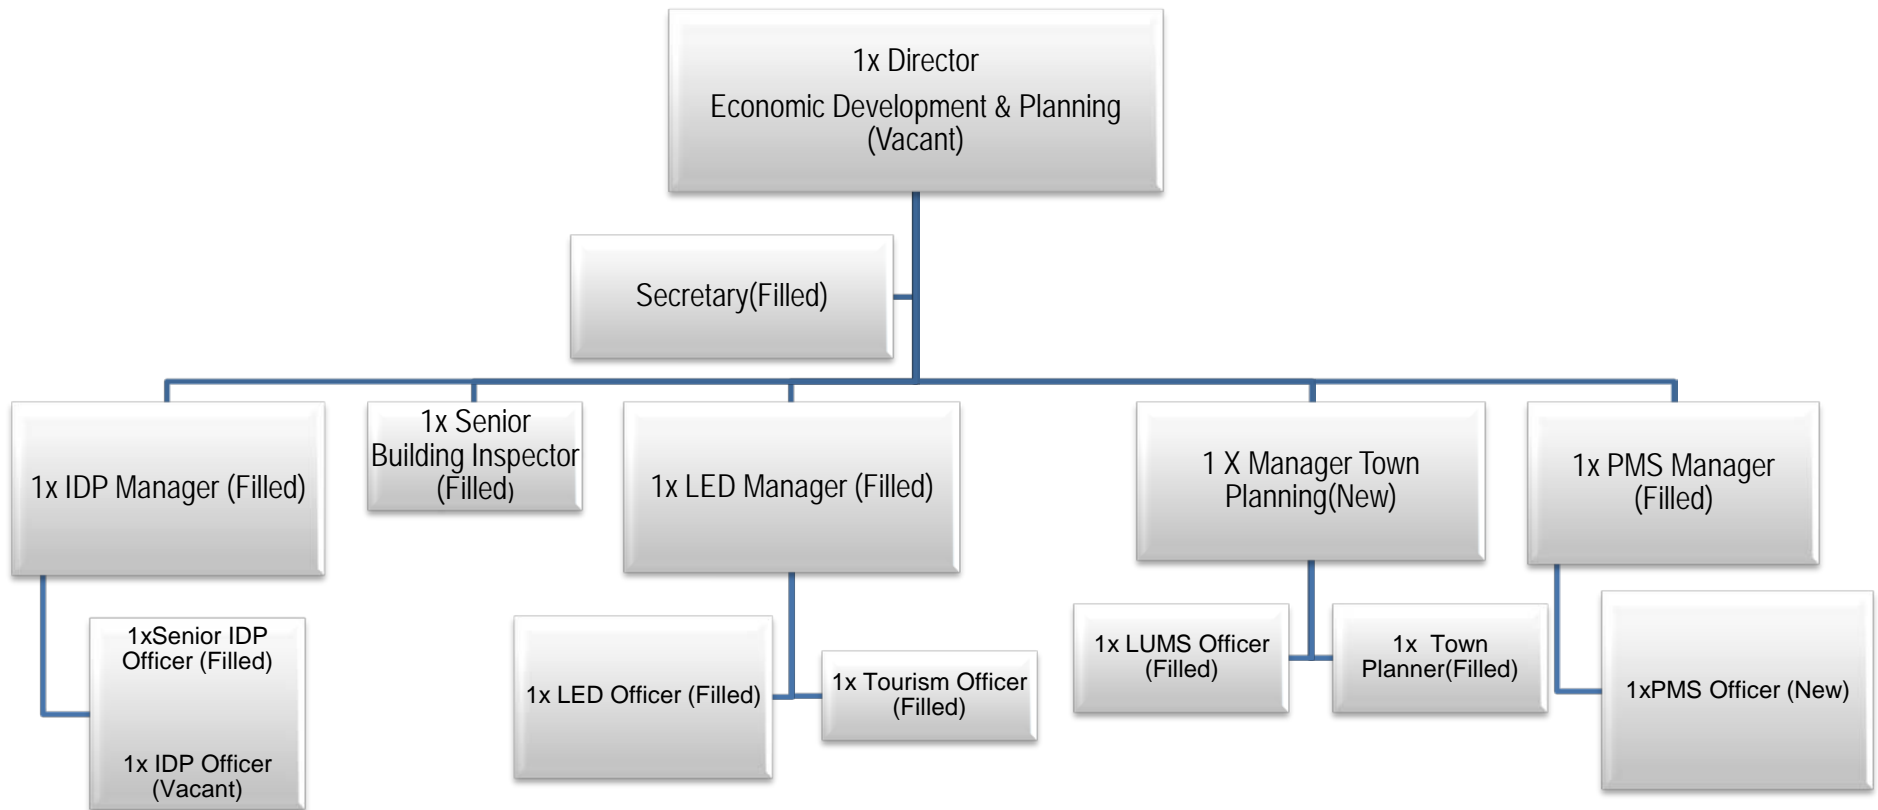 1x Director
Economic Development & Planning
(Vacant)
Secretary(Filled)
1x IDP Manager (Filled)
1x Senior
Building Inspector
(Filled)
1x LED Manager (Filled)
1 X Manager Town
Planning(New)
1x PMS Manager
(Filled)
1xSenior IDP
Officer (Filled)
1x IDP Officer
(Vacant)
1x LED Officer (Filled)
1x Tourism Officer
(Filled)
1x LUMS Officer
(Filled)
1x Town
Planner(Filled)
1xPMS Officer (New)